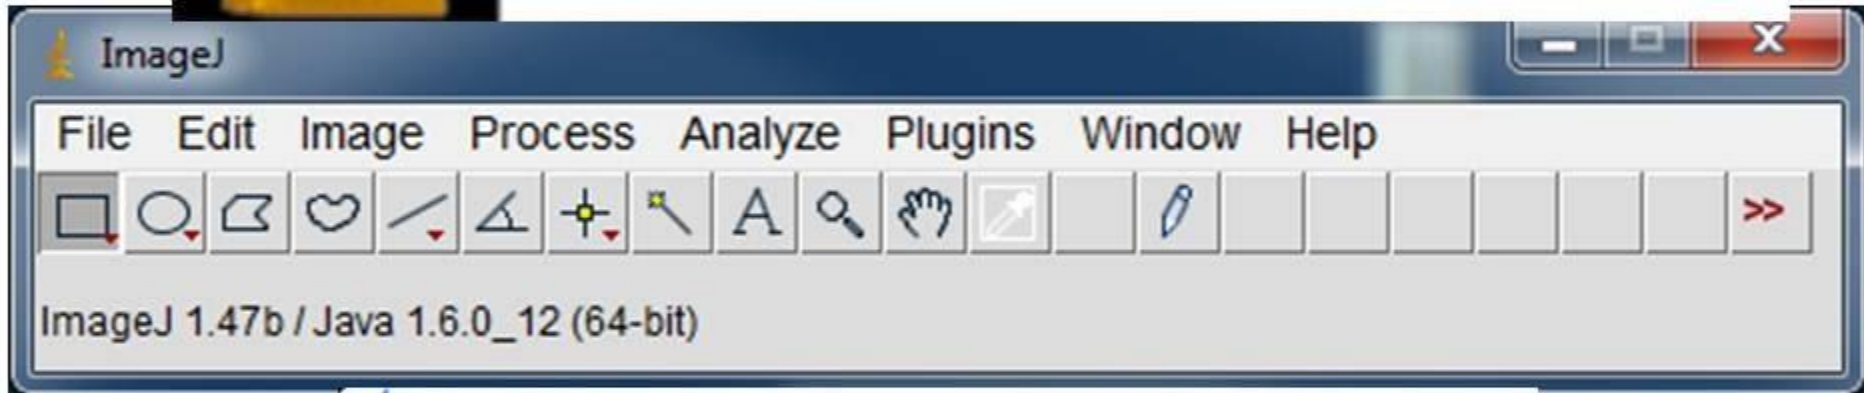 ImageJ
File Edit Image Process Analyze Plugins Window Help
A >>
ImageJ 1.47b / Java 1.6.0_12 (64-bit)